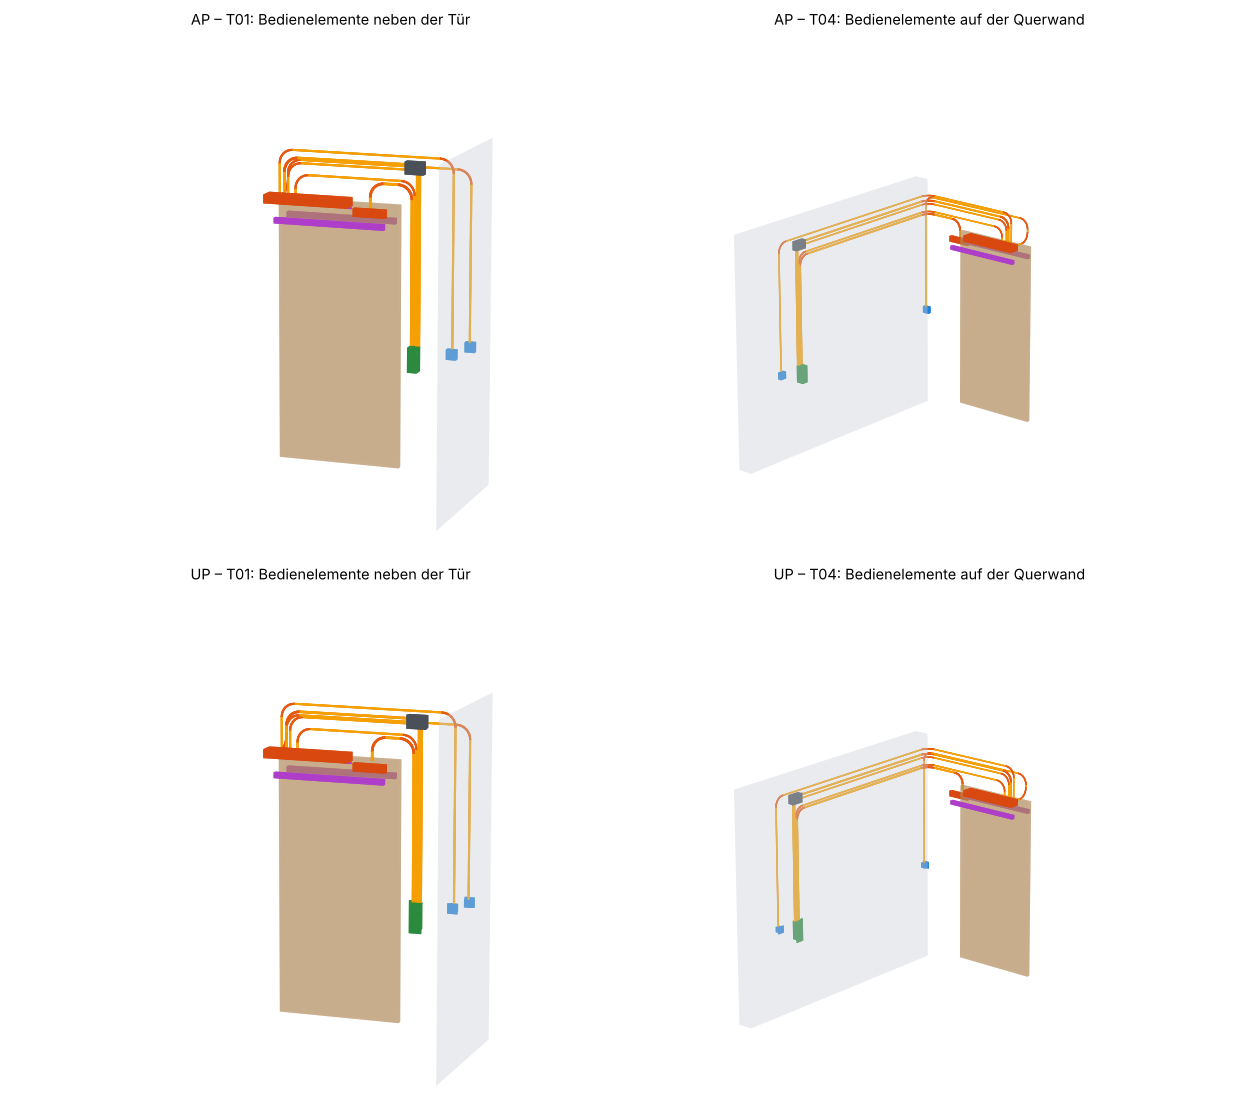 AP – T01: Bedienelemente neben der Tür
AP – T04: Bedienelemente auf der Querwand
UP – T01: Bedienelemente neben der Tür
UP – T04: Bedienelemente auf der Querwand